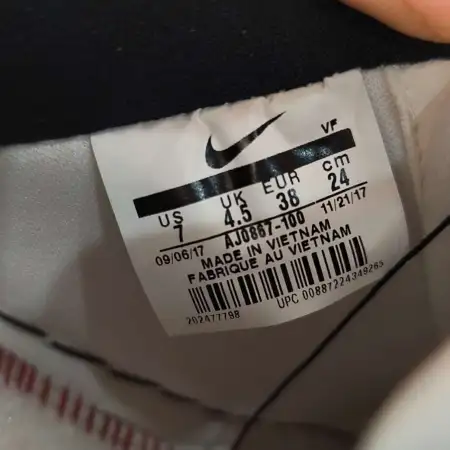 VF
US UK EUR cm
7 4.5 38 24
09/06/17 AJ0867-100 11/21/17
MADE IN VIETNAM
FABRIQUE AU VIETNAM
202477798 UPC 00887224349265